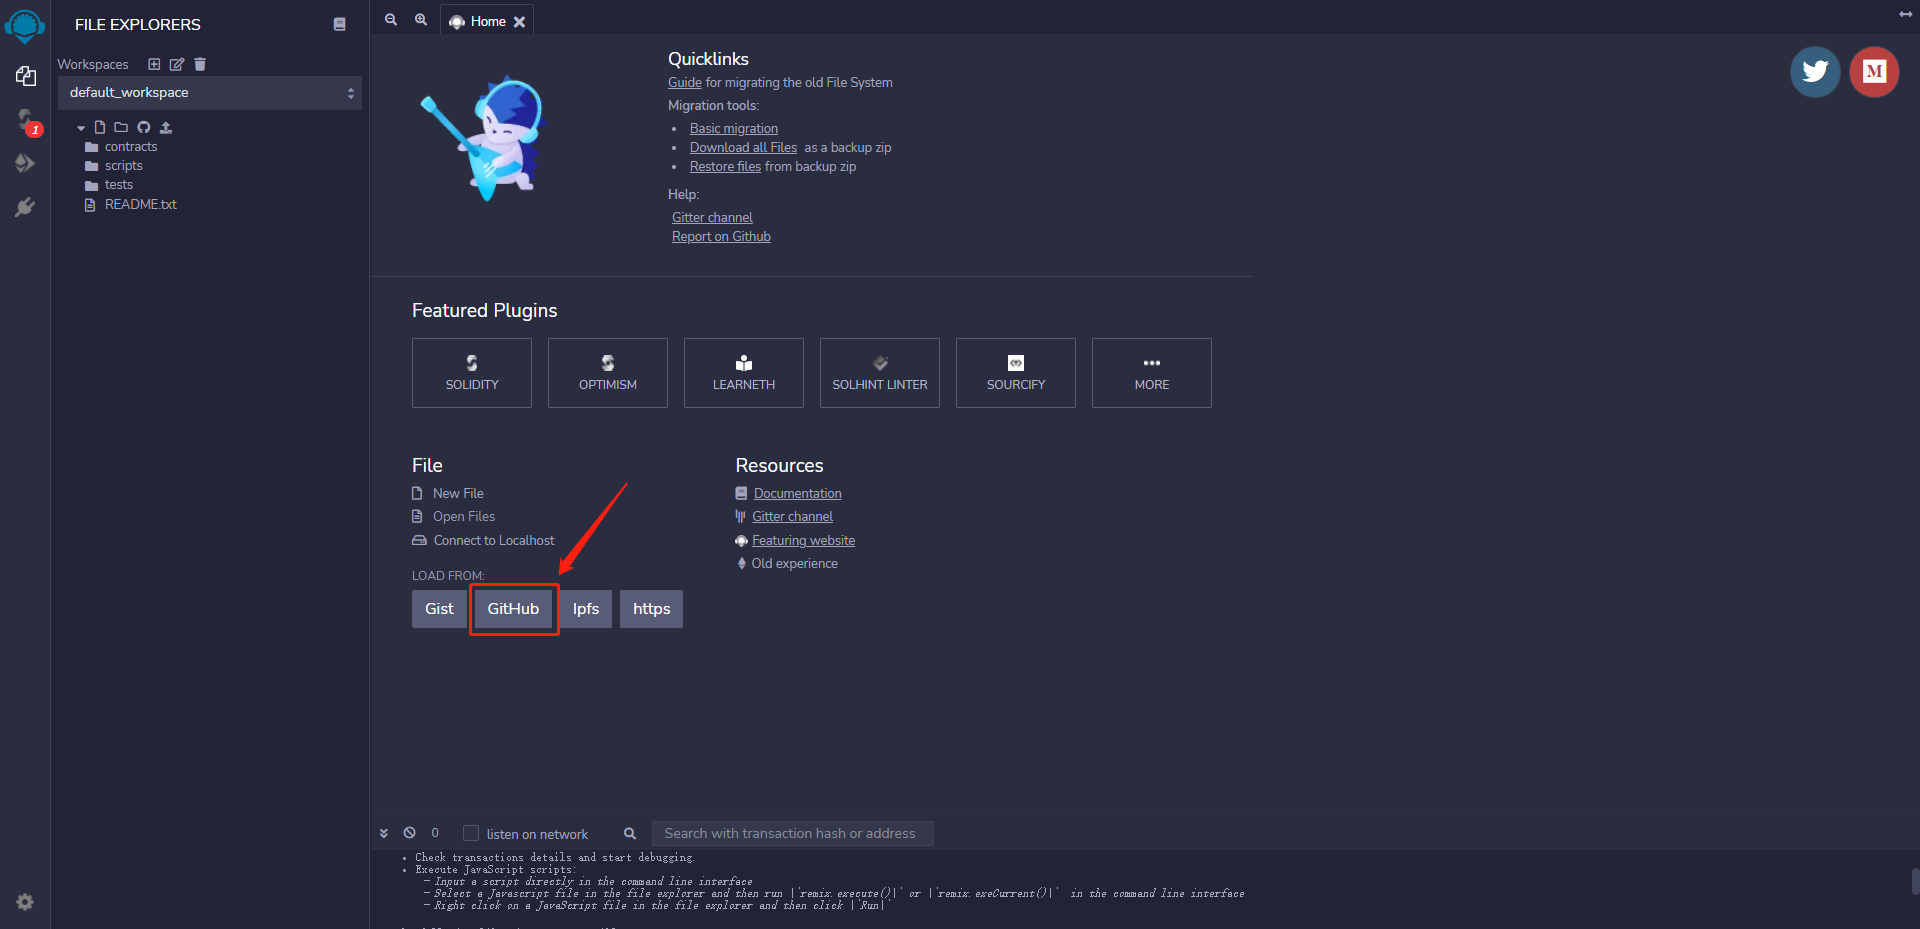 FILE EXPLORERS
Workspaces
default_workspace
contracts
scripts
tests
README.txt
1
Home
Quicklinks
Guide for migrating the old File System
Migration tools:
Basic migration
Download all Files as a backup zip
Restore files from backup zip
Help:
Gitter channel
Report on Github
M
Featured Plugins
SOLIDITY
OPTIMISM
LEARNETH
SOLHINT LINTER
SOURCIFY
MORE
File
New File
Open Files
Connect to Localhost
LOAD FROM:
Gist
GitHub
Ipfs
https
Resources
Documentation
Gitter channel
Featuring website
Old experience
0
listen on network
Search with transaction hash or address
• Check transactions details and start debugging.
• Execute JavaScript scripts:
- Input a script directly in the command line interface
- Select a Javascript file in the file explorer and then run |`remix.execute()|` or |`remix.exeCurrent()|` in the command line interface
- Right click on a JavaScript file in the file explorer and then click |`Run|`